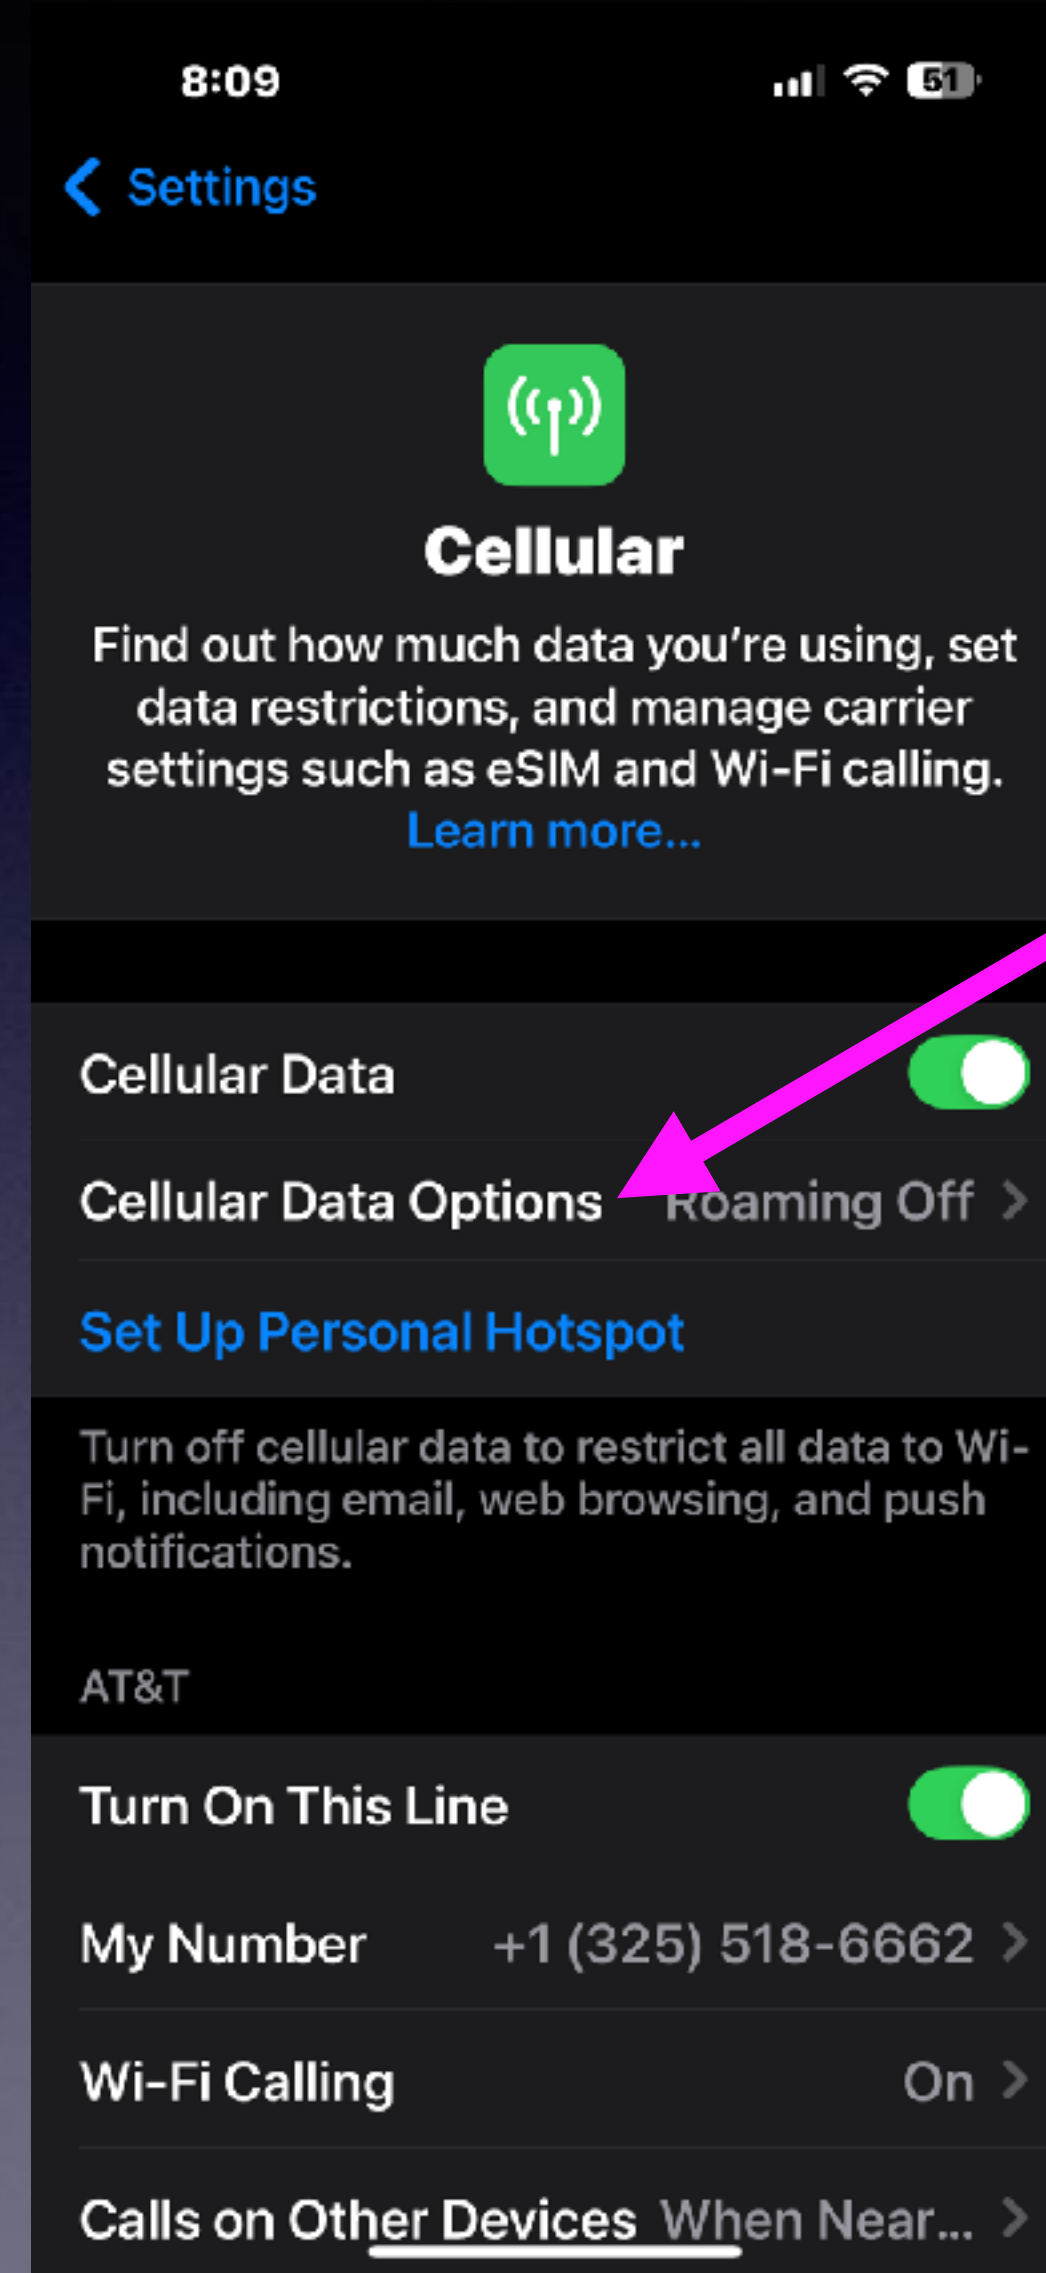 8:09
51
Settings
Cellular
Find out how much data you're using, set
data restrictions, and manage carrier
settings such as eSIM and Wi-Fi calling.
Learn more...
Cellular Data
Cellular Data Options Roaming Off
Set Up Personal Hotspot
Turn off cellular data to restrict all data to Wi-
Fi, including email, web browsing, and push
notifications.
AT&T
Turn On This Line
My Number +1 (325) 518-6662
Wi-Fi Calling On
Calls on Other Devices When Near...